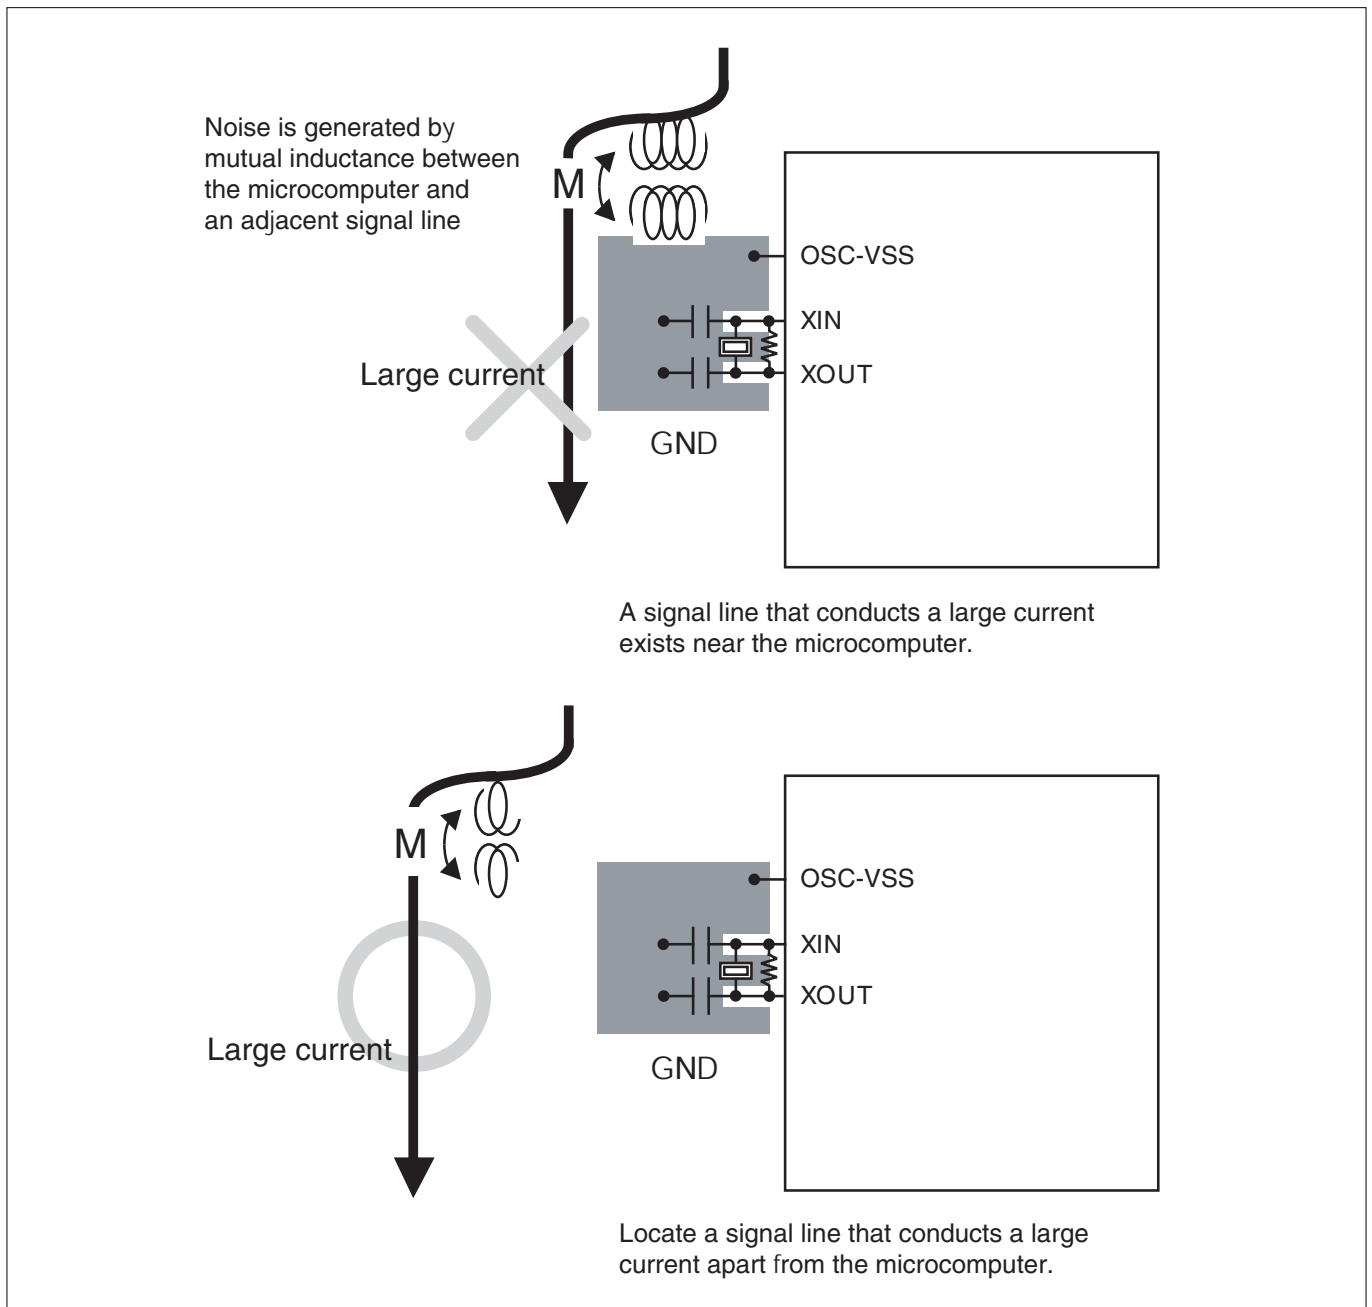 Noise is generated by
mutual inductance between
the microcomputer and
an adjacent signal line
M
OSC-VSS
XIN
XOUT
Large current
GND
A signal line that conducts a large current
exists near the microcomputer.
M
OSC-VSS
XIN
XOUT
Large current
GND
Locate a signal line that conducts a large
current apart from the microcomputer.